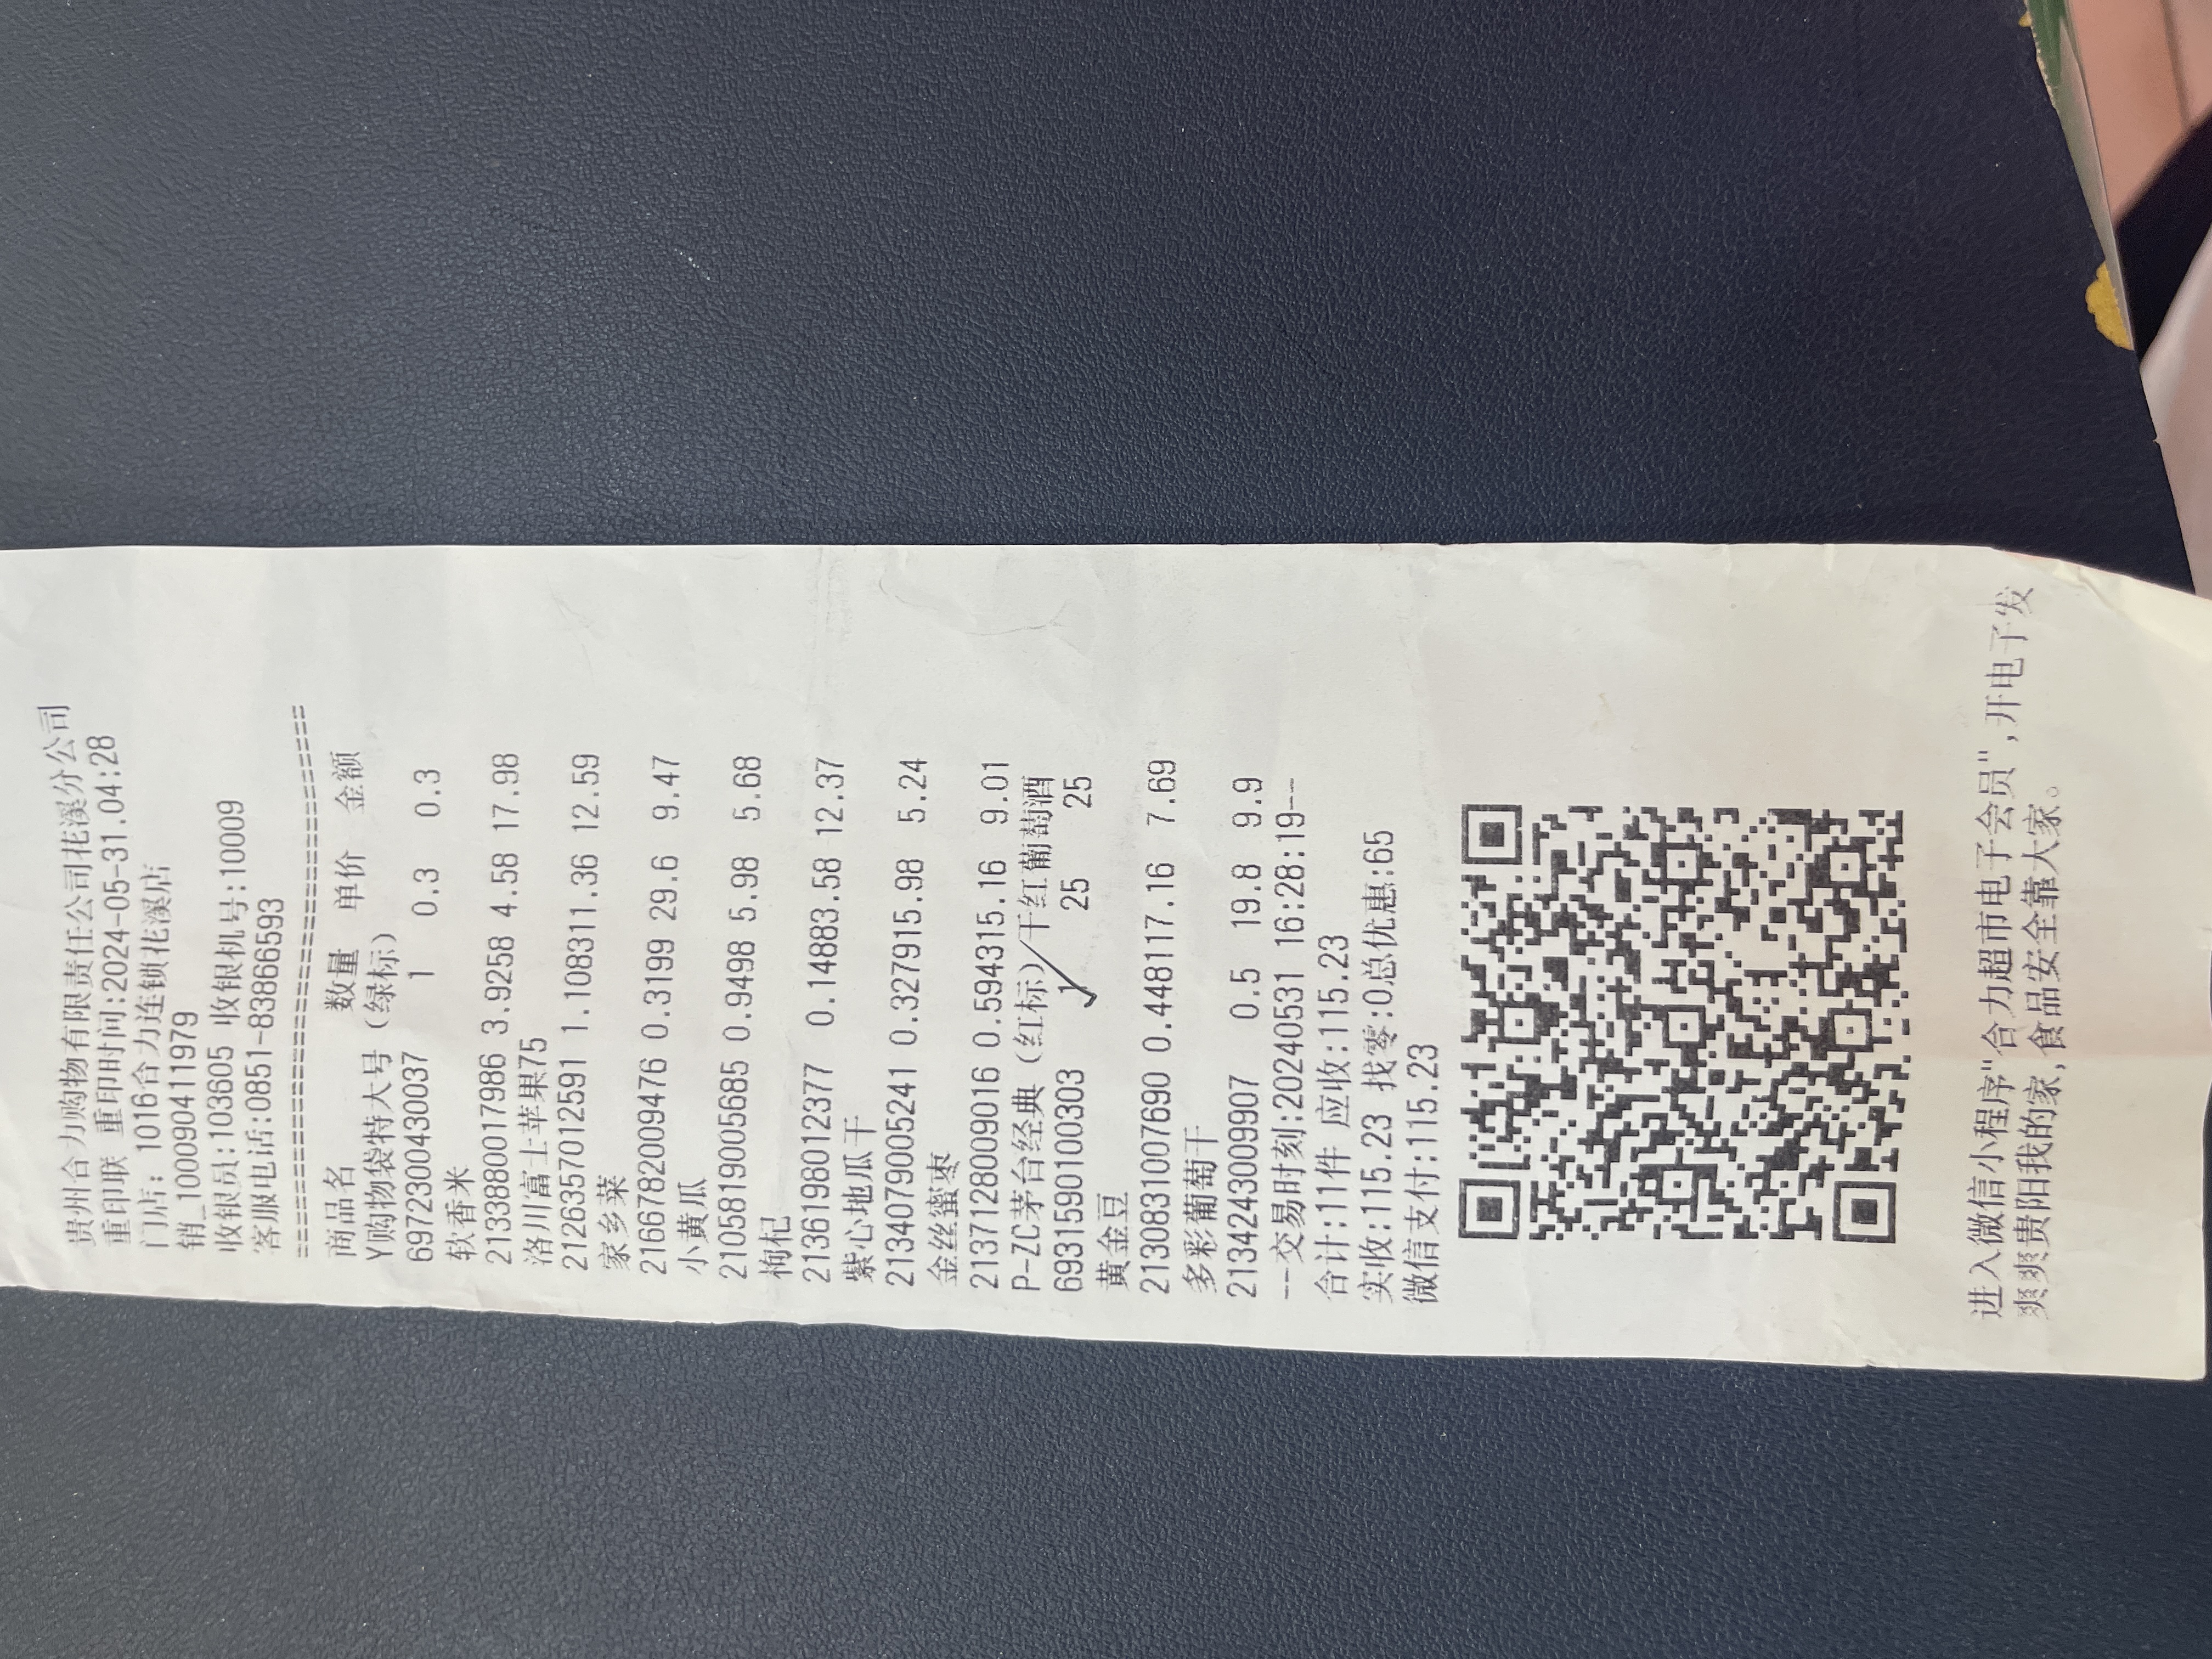 贵州合力购物有限责任公司花溪分公司
重印联 重印时间:2024-05-31.04:28
门店: 1016合力连锁花溪店
销_100090411979
收银员:103605 收银机号:10009
客服电话:0851-83866593
==========================================
商品名 数量 单价 金额
Y购物袋特大号（绿标）
6972300430037 1 0.3 0.3
软香米
2133888017986 3.9258 4.58 17.98
洛川富士苹果75
2126357012591 1.108311.36 12.59
家乡菜
2166782009476 0.3199 29.6 9.47
小黄瓜
2105819005685 0.9498 5.98 5.68
枸杞
2136198012377 0.14883.58 12.37
紫心地瓜干
2134079005241 0.327915.98 5.24
金丝蜜枣
2137128009016 0.594315.16 9.01
P-ZC茅台经典（红标）/干红葡萄酒
6931590100303 25 25
黄金豆
2130831007690 0.448117.16 7.69
多彩葡萄干
2134243009907 0.5 19.8 9.9
--交易时刻:20240531 16:28:19--
合计:11件 应收:115.23
实收:115.23 找零:0总优惠:65
微信支付:115.23
进入微信小程序"合力超市电子会员",开电子发
爽爽贵阳我的家,食品安全靠大家。